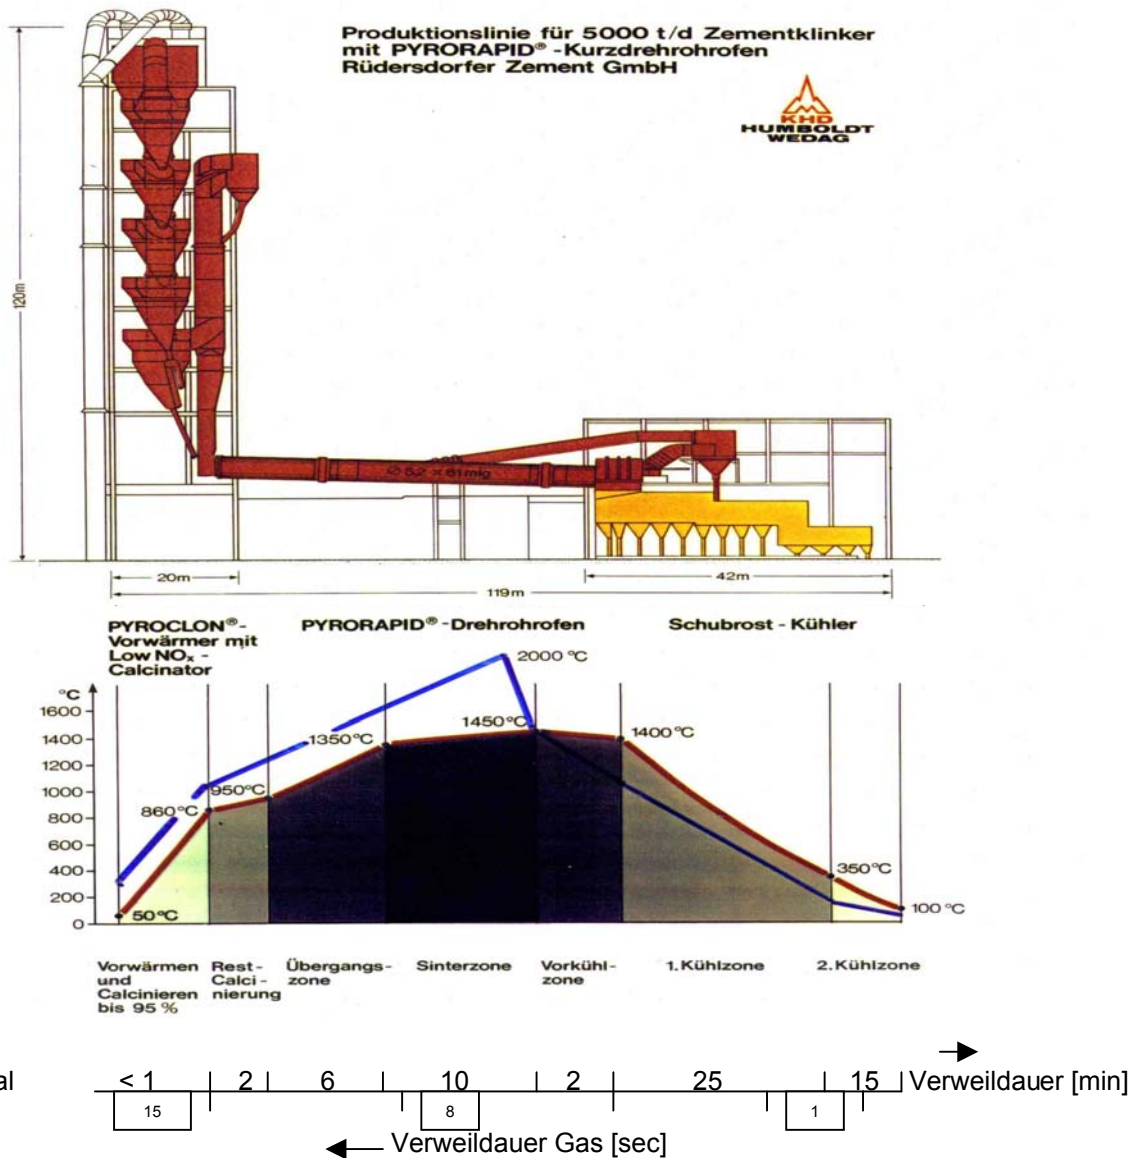 Produktionslinie für 5000 t/d Zementklinker
mit PYRORAPID® -Kurzdrehrohrofen
Rüdersdorfer Zement GmbH
KHD
HUMBOLDT
WEDAG
120m
Ø 5,2 × 61 mlg
20m
42m
119m
PYROCLON®-
Vorwärmer mit
Low NOₓ -
Calcinator
PYRORAPID® -Drehrohrofen
Schubrost - Kühler
°C
1600
1400
1200
1000
800
600
400
200
0
50°C
860°C
950°C
1350°C
1450°C
2000 °C
1400°C
350°C
100 °C
Vorwärmen
und
Calcinieren
bis 95 %
Rest-
Calci-
nierung
Übergangs-
zone
Sinterzone
Vorkühl-
zone
1.Kühlzone
2.Kühlzone
al < 1 2 6 10 2 25 15 Verweildauer [min]
15 8 1
Verweildauer Gas [sec]